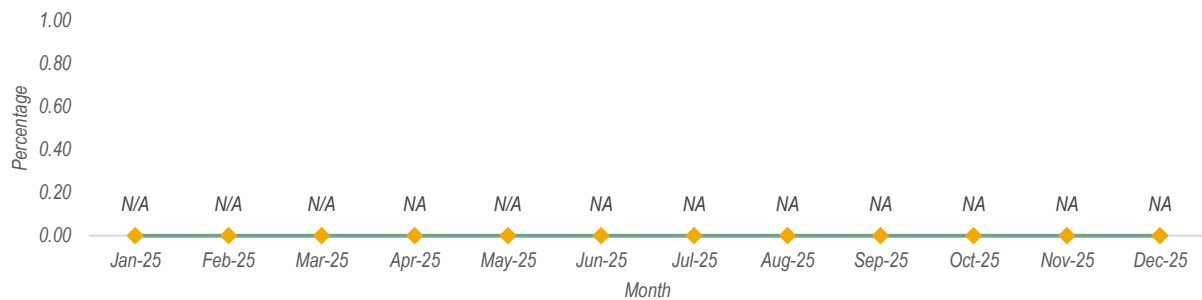 1.00
0.80
0.60
0.40
0.20
0.00
Percentage
N/A N/A N/A NA N/A NA NA NA NA NA NA NA
Jan-25 Feb-25 Mar-25 Apr-25 May-25 Jun-25 Jul-25 Aug-25 Sep-25 Oct-25 Nov-25 Dec-25
Month